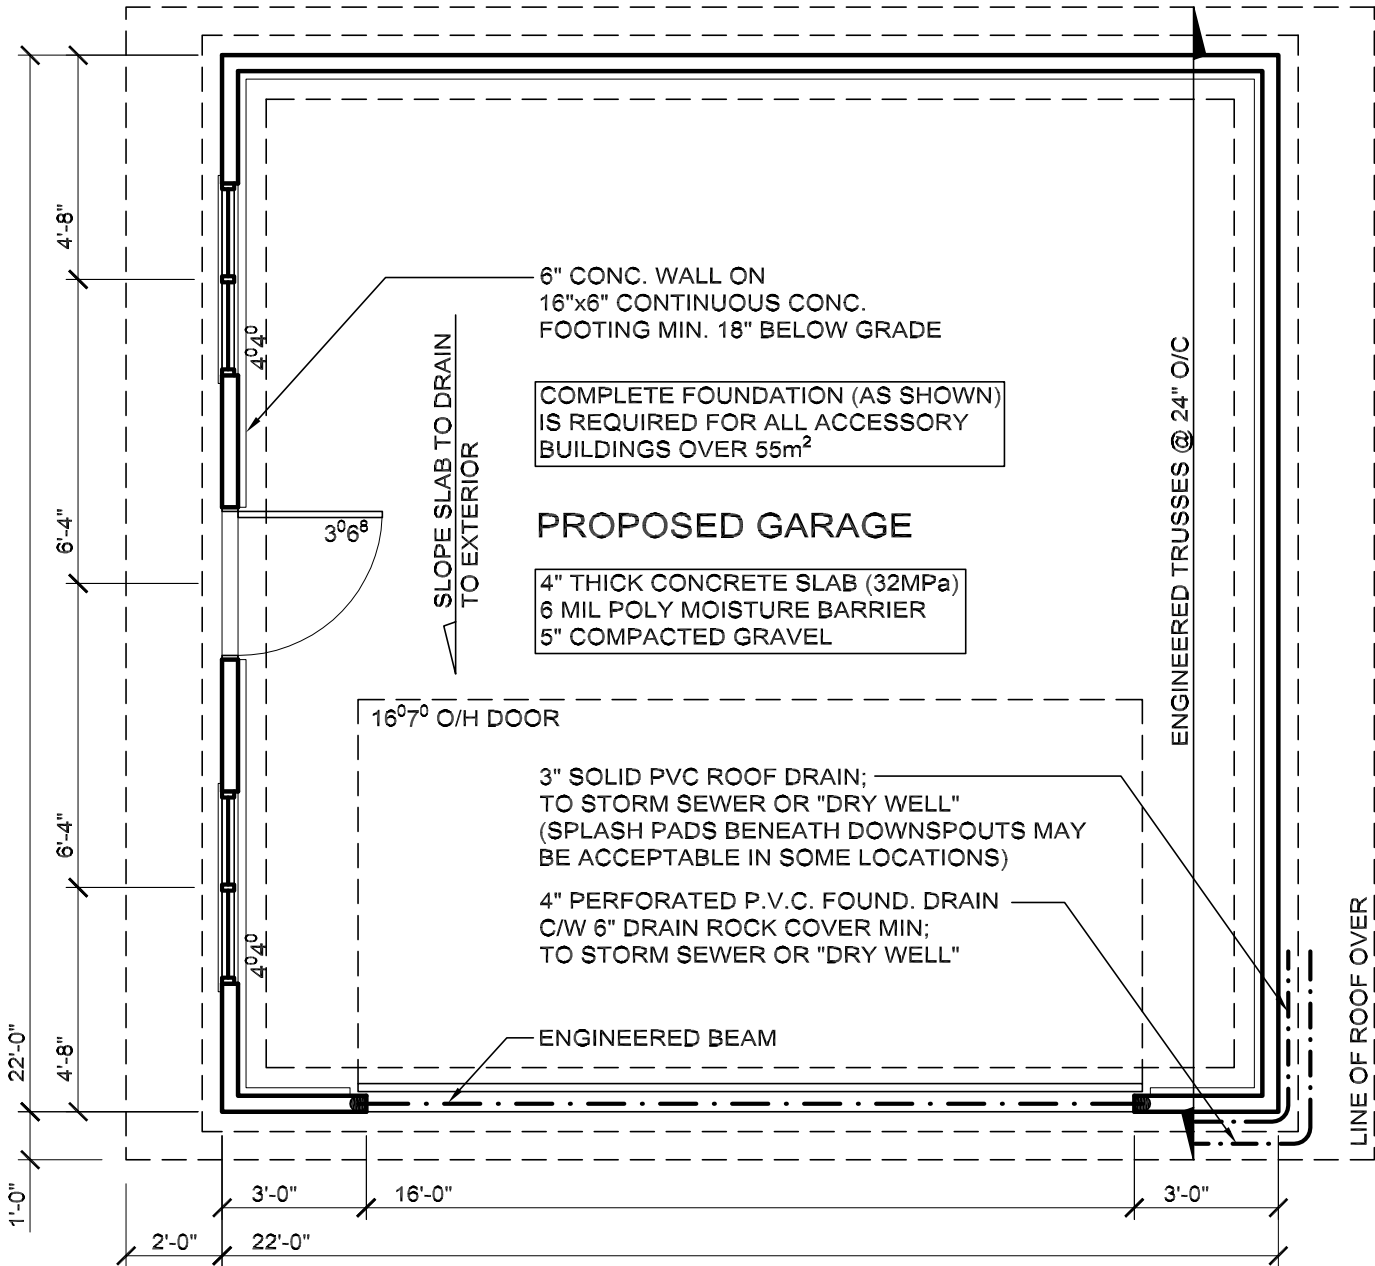 6" CONC. WALL ON
16"x6" CONTINUOUS CONC.
FOOTING MIN. 18" BELOW GRADE
COMPLETE FOUNDATION (AS SHOWN)
IS REQUIRED FOR ALL ACCESSORY
BUILDINGS OVER 55m²
PROPOSED GARAGE
4" THICK CONCRETE SLAB (32MPa)
6 MIL POLY MOISTURE BARRIER
5" COMPACTED GRAVEL
16⁰7⁰ O/H DOOR
3" SOLID PVC ROOF DRAIN;
TO STORM SEWER OR "DRY WELL"
(SPLASH PADS BENEATH DOWNSPOUTS MAY
BE ACCEPTABLE IN SOME LOCATIONS)
4" PERFORATED P.V.C. FOUND. DRAIN
C/W 6" DRAIN ROCK COVER MIN;
TO STORM SEWER OR "DRY WELL"
ENGINEERED BEAM
SLOPE SLAB TO DRAIN
TO EXTERIOR
3⁰6⁸
4⁰4⁰
4⁰4⁰
ENGINEERED TRUSSES @ 24" O/C
LINE OF ROOF OVER
4'-8"
6'-4"
6'-4"
4'-8"
22'-0"
1'-0"
3'-0"
16'-0"
3'-0"
2'-0"
22'-0"